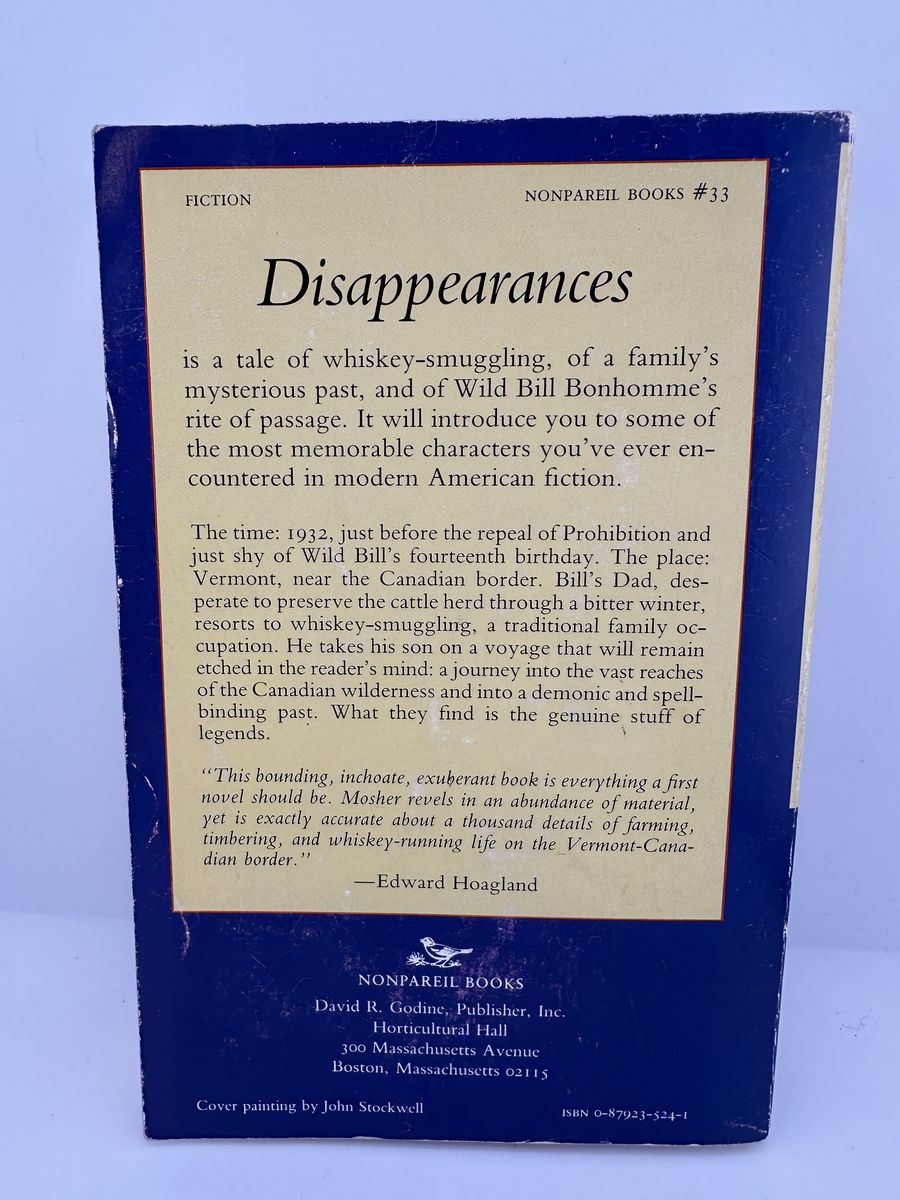 FICTION
NONPAREIL BOOKS #33
Disappearances
is a tale of whiskey-smuggling, of a family's
mysterious past, and of Wild Bill Bonhomme's
rite of passage. It will introduce you to some of
the most memorable characters you've ever en-
countered in modern American fiction.
The time: 1932, just before the repeal of Prohibition and
just shy of Wild Bill's fourteenth birthday. The place:
Vermont, near the Canadian border. Bill's Dad, des-
perate to preserve the cattle herd through a bitter winter,
resorts to whiskey-smuggling, a traditional family oc-
cupation. He takes his son on a voyage that will remain
etched in the reader's mind: a journey into the vast reaches
of the Canadian wilderness and into a demonic and spell-
binding past. What they find is the genuine stuff of
legends.
"This bounding, inchoate, exuberant book is everything a first
novel should be. Mosher revels in an abundance of material,
yet is exactly accurate about a thousand details of farming,
timbering, and whiskey-running life on the Vermont-Cana-
dian border."
—Edward Hoagland
NONPAREIL BOOKS
David R. Godine, Publisher, Inc.
Horticultural Hall
300 Massachusetts Avenue
Boston, Massachusetts 02115
Cover painting by John Stockwell
ISBN 0-87923-524-1